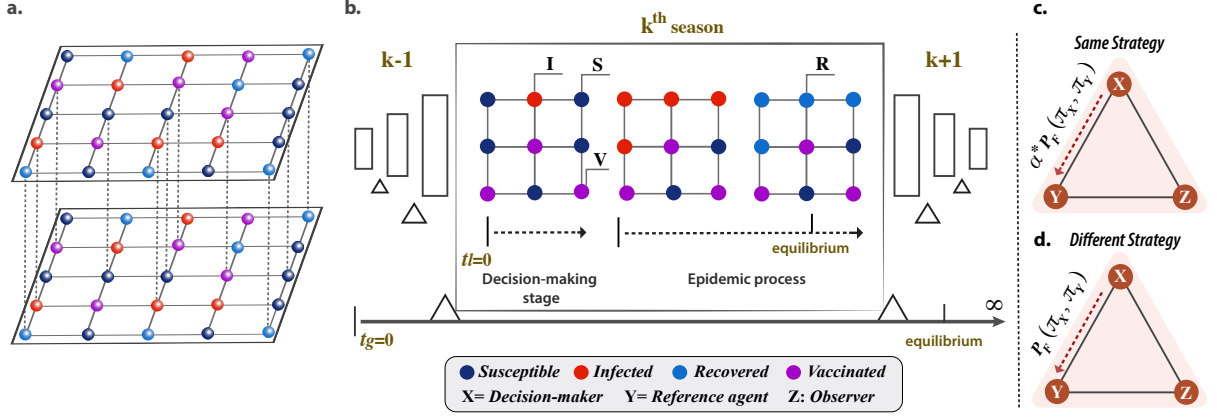 a.
b.
kᵗʰ season
k-1
k+1
I
S
R
V
tl=0
Decision-making
stage
equilibrium
Epidemic process
tg=0
∞
equilibrium
Susceptible Infected Recovered Vaccinated
X= Decision-maker Y= Reference agent Z: Observer
c.
Same Strategy
α* P_F (π_X, π_Y)
X
Y
Z
d.
Different Strategy
P_F (π_X, π_Y)
X
Y
Z